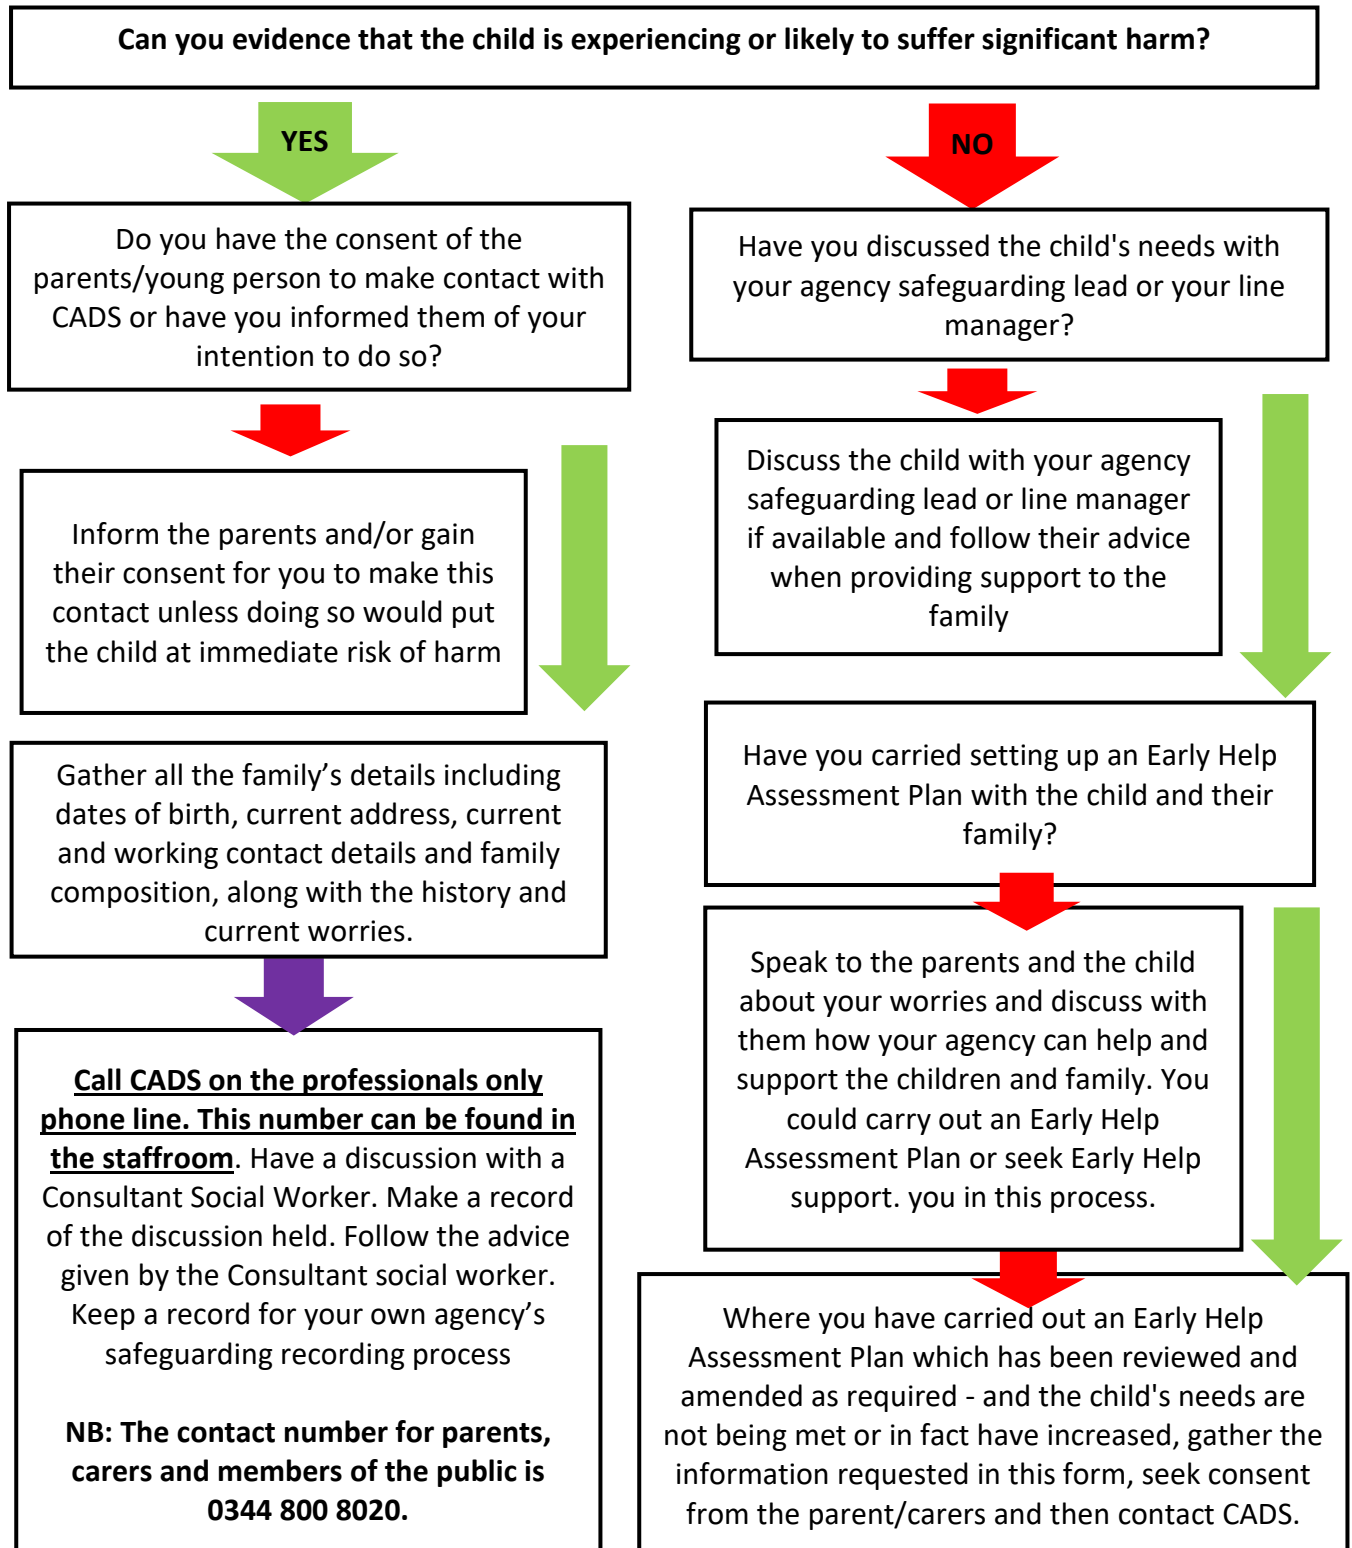 Can you evidence that the child is experiencing or likely to suffer significant harm?
YES
NO
Do you have the consent of the
parents/young person to make contact with
CADS or have you informed them of your
intention to do so?
Inform the parents and/or gain
their consent for you to make this
contact unless doing so would put
the child at immediate risk of harm
Gather all the family’s details including
dates of birth, current address, current
and working contact details and family
composition, along with the history and
current worries.
Call CADS on the professionals only
phone line. This number can be found in
the staffroom. Have a discussion with a
Consultant Social Worker. Make a record
of the discussion held. Follow the advice
given by the Consultant social worker.
Keep a record for your own agency’s
safeguarding recording process
NB: The contact number for parents,
carers and members of the public is
0344 800 8020.
Have you discussed the child's needs with
your agency safeguarding lead or your line
manager?
Discuss the child with your agency
safeguarding lead or line manager
if available and follow their advice
when providing support to the
family
Have you carried setting up an Early Help
Assessment Plan with the child and their
family?
Speak to the parents and the child
about your worries and discuss with
them how your agency can help and
support the children and family. You
could carry out an Early Help
Assessment Plan or seek Early Help
support. you in this process.
Where you have carried out an Early Help
Assessment Plan which has been reviewed and
amended as required - and the child's needs are
not being met or in fact have increased, gather the
information requested in this form, seek consent
from the parent/carers and then contact CADS.